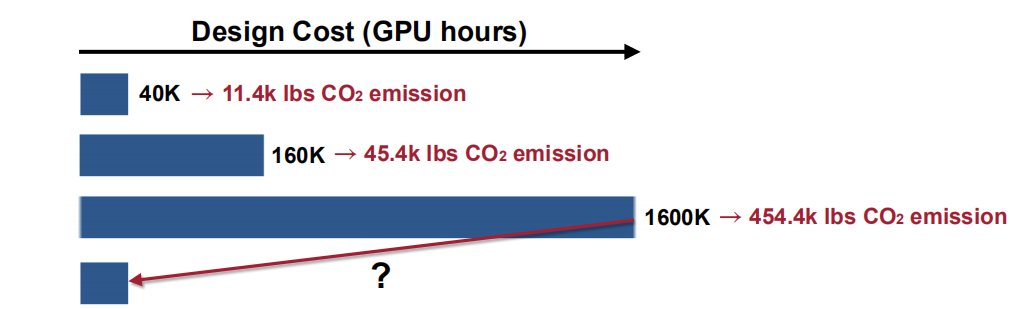 Design Cost (GPU hours)
40K → 11.4k lbs CO₂ emission
160K → 45.4k lbs CO₂ emission
1600K → 454.4k lbs CO₂ emission
?